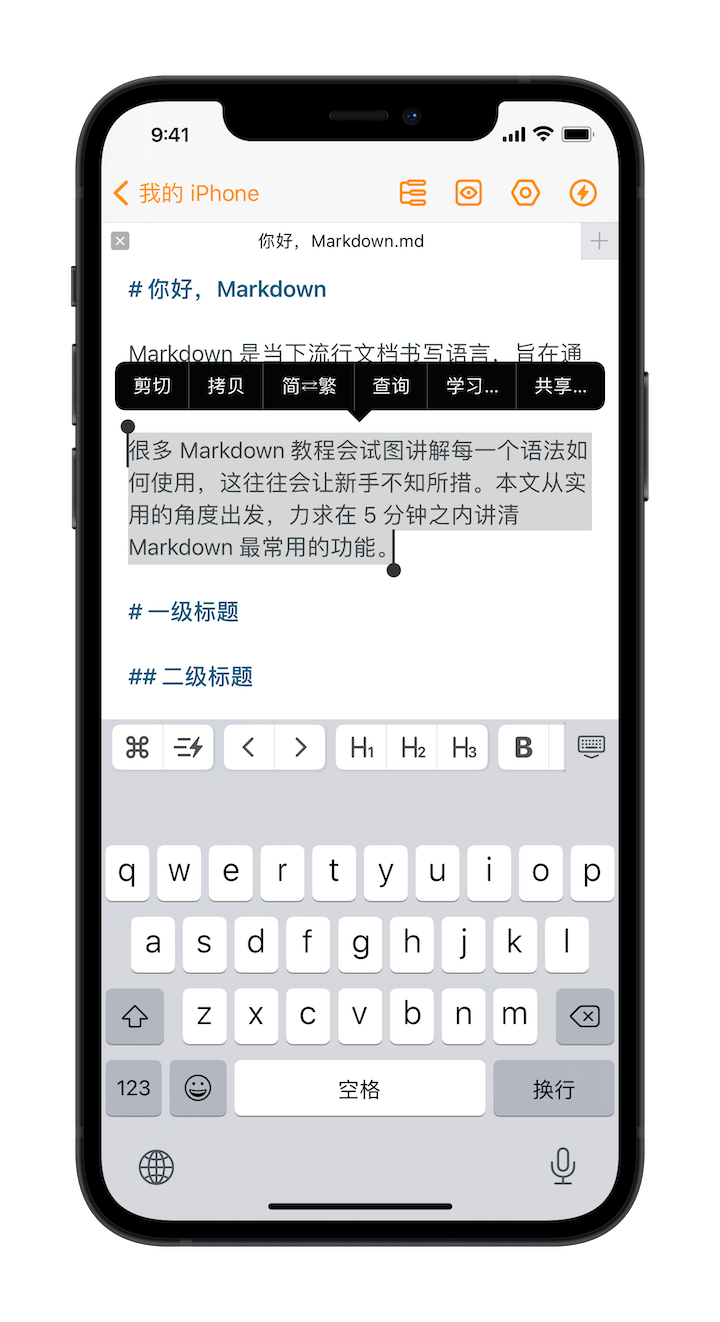 9:41
我的 iPhone
你好，Markdown.md
# 你好，Markdown
Markdown 是当下流行文档书写语言，旨在通
剪切 拷贝 简⇌繁 查询 学习... 共享...
很多 Markdown 教程会试图讲解每一个语法如
何使用，这往往会让新手不知所措。本文从实
用的角度出发，力求在 5 分钟之内讲清
Markdown 最常用的功能。
# 一级标题
## 二级标题
H1 H2 H3 B
q w e r t y u i o p
a s d f g h j k l
z x c v b n m
123 空格 换行